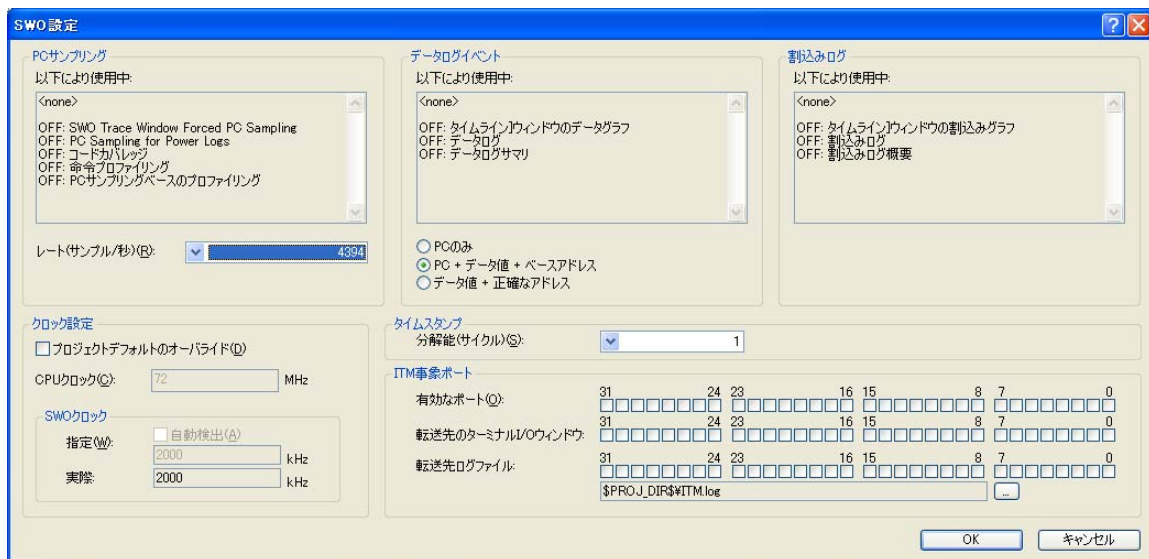 SWO設定
PCサンプリング
以下により使用中:
<none>
OFF: SWO Trace Window Forced PC Sampling
OFF: PC Sampling for Power Logs
OFF: コードカバレッジ
OFF: 命令プロファイリング
OFF: PCサンプリングベースのプロファイリング
レート(サンプル/秒)(R):
4394
データログイベント
以下により使用中:
<none>
OFF: タイムライン]ウィンドウのデータグラフ
OFF: データログ
OFF: データログサマリ
PCのみ
PC + データ値 + ベースアドレス
データ値 + 正確なアドレス
割込みログ
以下により使用中:
<none>
OFF: タイムライン]ウィンドウの割込みグラフ
OFF: 割込みログ
OFF: 割込みログ概要
クロック設定
プロジェクトデフォルトのオーバライド(D)
CPUクロック(C): 72 MHz
SWOクロック
指定(W): 自動検出(A)
2000 kHz
実際: 2000 kHz
タイムスタンプ
分解能(サイクル)(S): 1
ITM事象ポート
31 24 23 16 15 8 7 0
有効なポート(O):
31 24 23 16 15 8 7 0
転送先のターミナルI/Oウィンドウ:
31 24 23 16 15 8 7 0
転送先ログファイル:
$PROJ_DIR$¥ITM.log
...
OK キャンセル